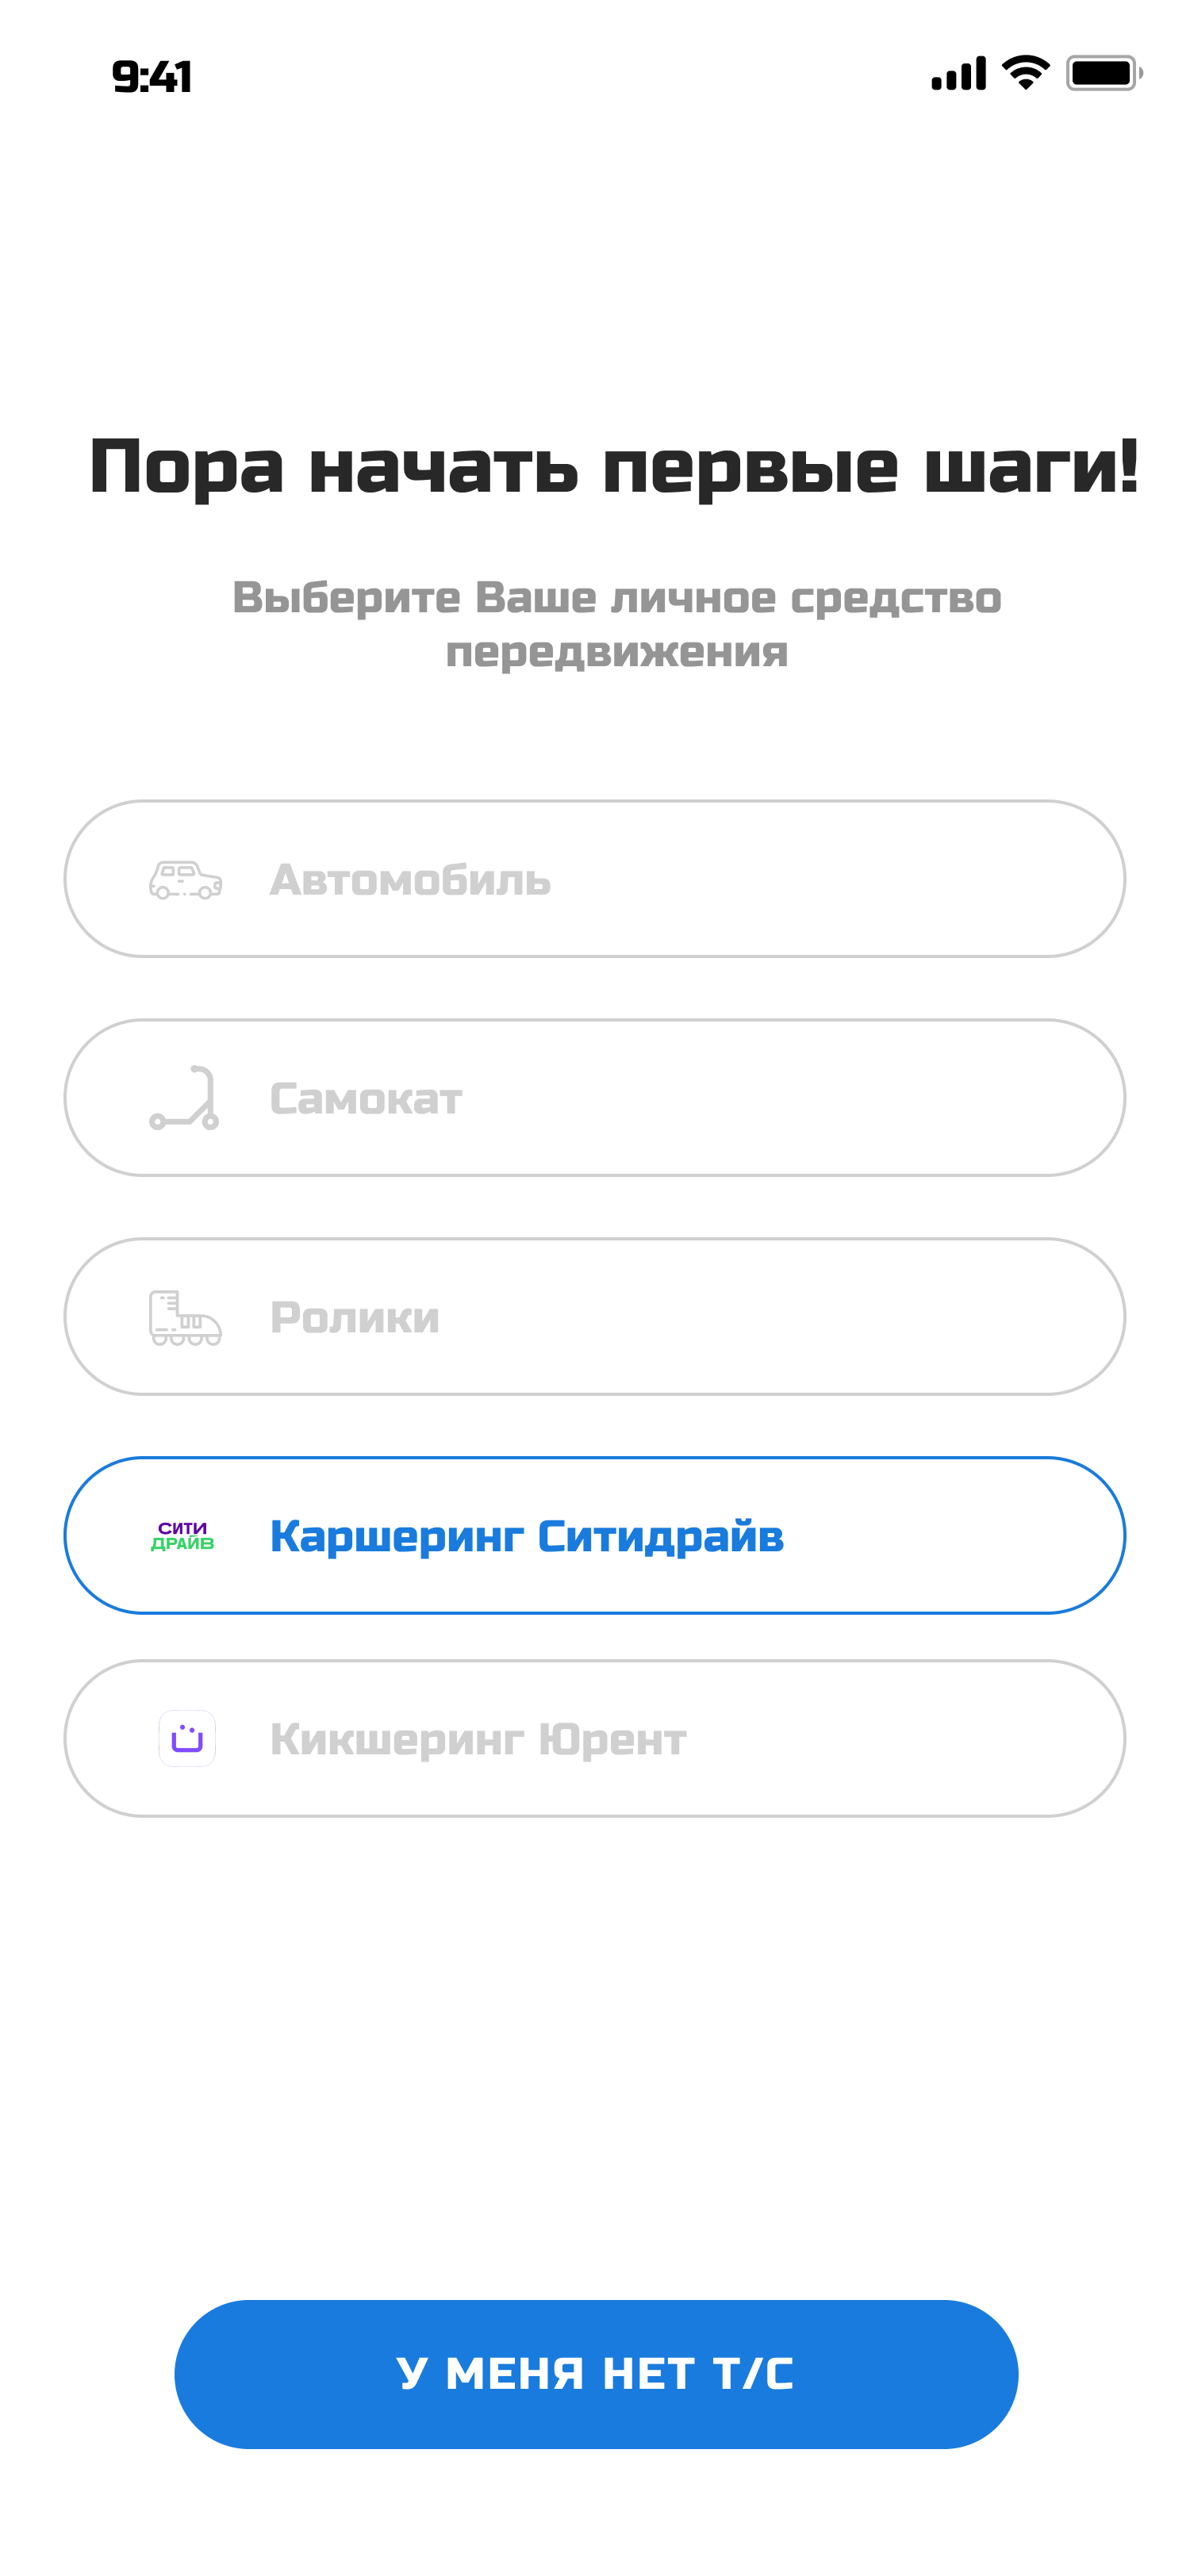 9:41
Пора начать первые шаги!
Выберите Ваше личное средство
передвижения
Автомобиль
Самокат
Ролики
СИТИ
ДРАЙВ
Каршеринг Ситидрайв
Кикшеринг Юрент
У МЕНЯ НЕТ Т/С